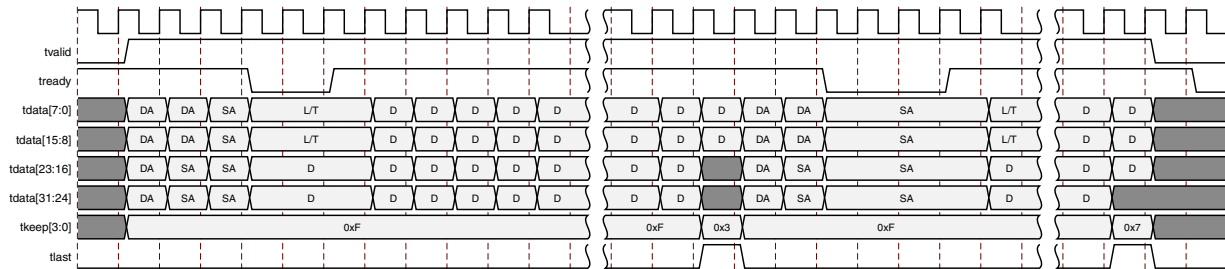 tvalid
tready
tdata[7:0] DA DA SA L/T D D D D D D D D DA DA SA L/T D D
tdata[15:8] DA DA SA L/T D D D D D D D D DA DA SA L/T D D
tdata[23:16] DA SA SA D D D D D D D D DA SA SA D D D
tdata[31:24] DA SA SA D D D D D D D D DA SA SA D D
tkeep[3:0] 0xF 0xF 0x3 0xF 0x7
tlast